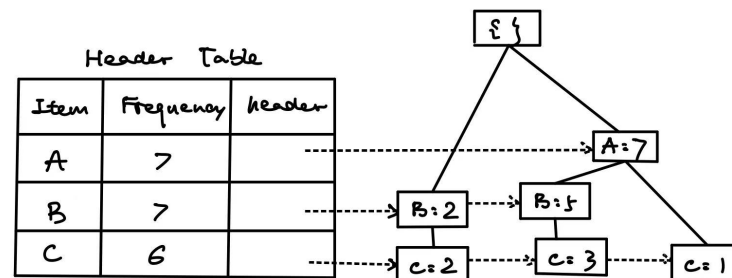 { }
Header Table
Item Frequency header
A 7
B 7
C 6
A:7
B:2 B:5
C=2 C=3 C=1